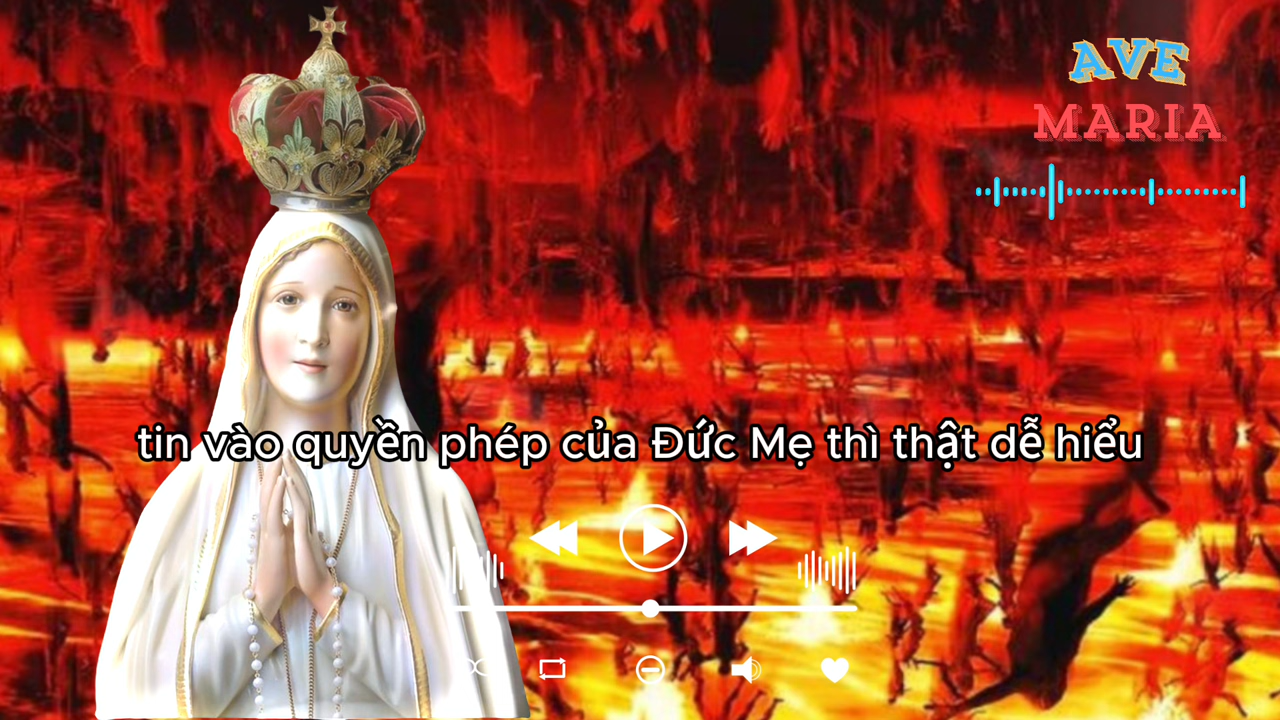 AVE
MARIA
tin vào quyền phép của Đức Mẹ thì thật dễ hiểu